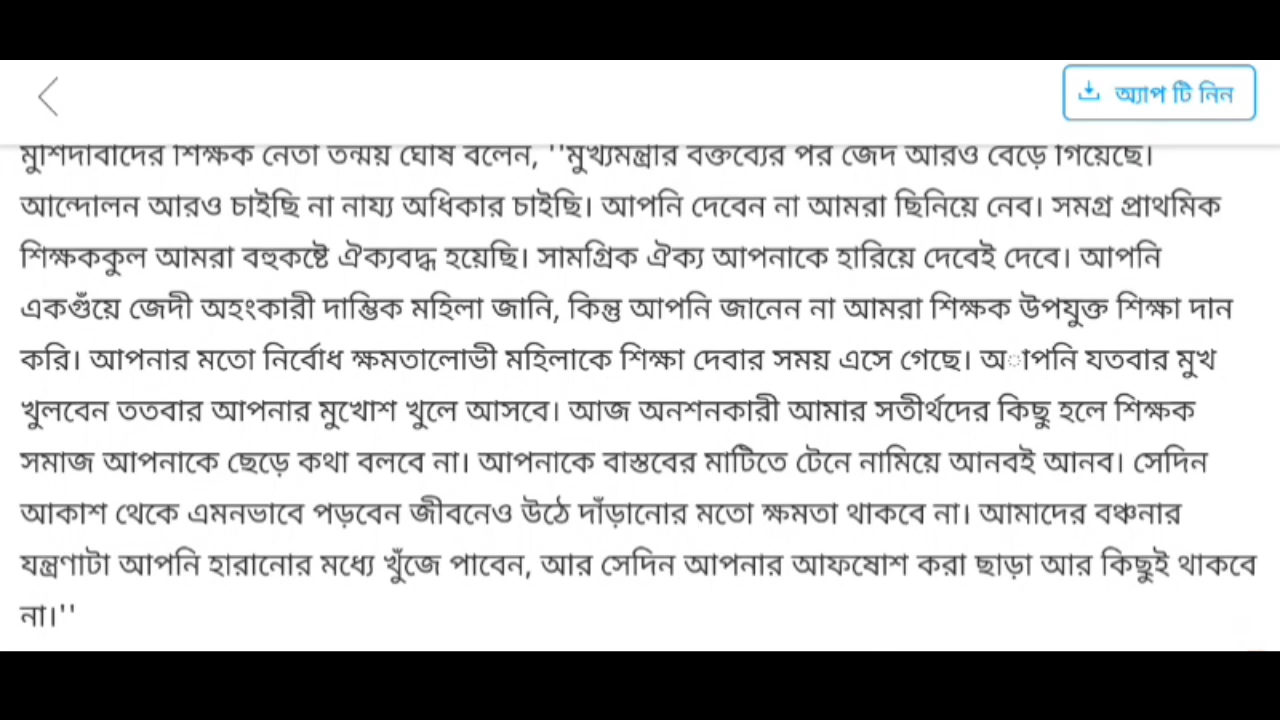 অ্যাপ টি নিন
মুর্শিদাবাদের শিক্ষক নেতা তন্ময় ঘোষ বলেন, ''মুখ্যমন্ত্রীর বক্তব্যের পর জেদ আরও বেড়ে গিয়েছে।
আন্দোলন আরও চাইছি না নায্য অধিকার চাইছি। আপনি দেবেন না আমরা ছিনিয়ে নেব। সমগ্র প্রাথমিক
শিক্ষককুল আমরা বহুকষ্টে ঐক্যবদ্ধ হয়েছি। সামগ্রিক ঐক্য আপনাকে হারিয়ে দেবেই দেবে। আপনি
একগুঁয়ে জেদী অহংকারী দাম্ভিক মহিলা জানি, কিন্তু আপনি জানেন না আমরা শিক্ষক উপযুক্ত শিক্ষা দান
করি। আপনার মতো নির্বোধ ক্ষমতালোভী মহিলাকে শিক্ষা দেবার সময় এসে গেছে। অাপনি যতবার মুখ
খুলবেন ততবার আপনার মুখোশ খুলে আসবে। আজ অনশনকারী আমার সতীর্থদের কিছু হলে শিক্ষক
সমাজ আপনাকে ছেড়ে কথা বলবে না। আপনাকে বাস্তবের মাটিতে টেনে নামিয়ে আনবই আনব। সেদিন
আকাশ থেকে এমনভাবে পড়বেন জীবনেও উঠে দাঁড়ানোর মতো ক্ষমতা থাকবে না। আমাদের বঞ্চনার
যন্ত্রণাটা আপনি হারানোর মধ্যে খুঁজে পাবেন, আর সেদিন আপনার আফষোশ করা ছাড়া আর কিছুই থাকবে
না।''